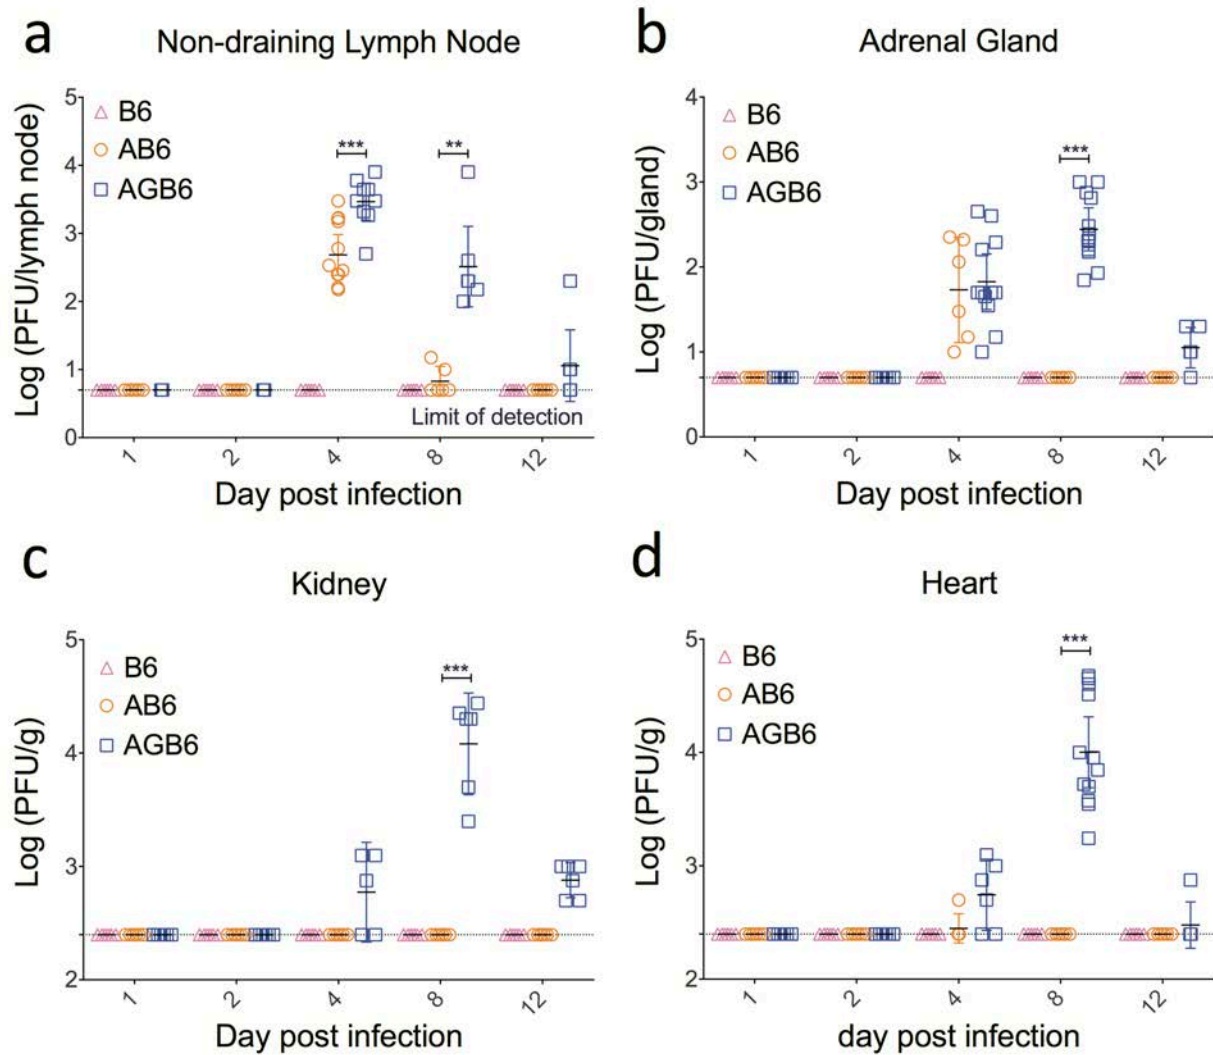 a
Non-draining Lymph Node
Log (PFU/lymph node)
5
4
3
2
1
0
B6
AB6
AGB6
***
**
Limit of detection
1
2
4
8
12
Day post infection
b
Adrenal Gland
Log (PFU/gland)
4
3
2
1
0
B6
AB6
AGB6
***
1
2
4
8
12
Day post infection
c
Kidney
Log (PFU/g)
5
4
3
2
B6
AB6
AGB6
***
1
2
4
8
12
Day post infection
d
Heart
Log (PFU/g)
5
4
3
2
B6
AB6
AGB6
***
1
2
4
8
12
day post infection